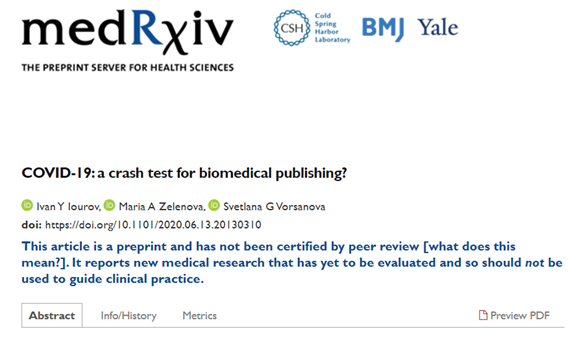 medRχiv
THE PREPRINT SERVER FOR HEALTH SCIENCES
CSH
Cold
Spring
Harbor
Laboratory
BMJ
Yale
COVID-19: a crash test for biomedical publishing?
iD Ivan Y Iourov, iD Maria A Zelenova, iD Svetlana G Vorsanova
doi: https://doi.org/10.1101/2020.06.13.20130310
This article is a preprint and has not been certified by peer review [what does this
mean?]. It reports new medical research that has yet to be evaluated and so should not be
used to guide clinical practice.
Abstract
Info/History
Metrics
Preview PDF